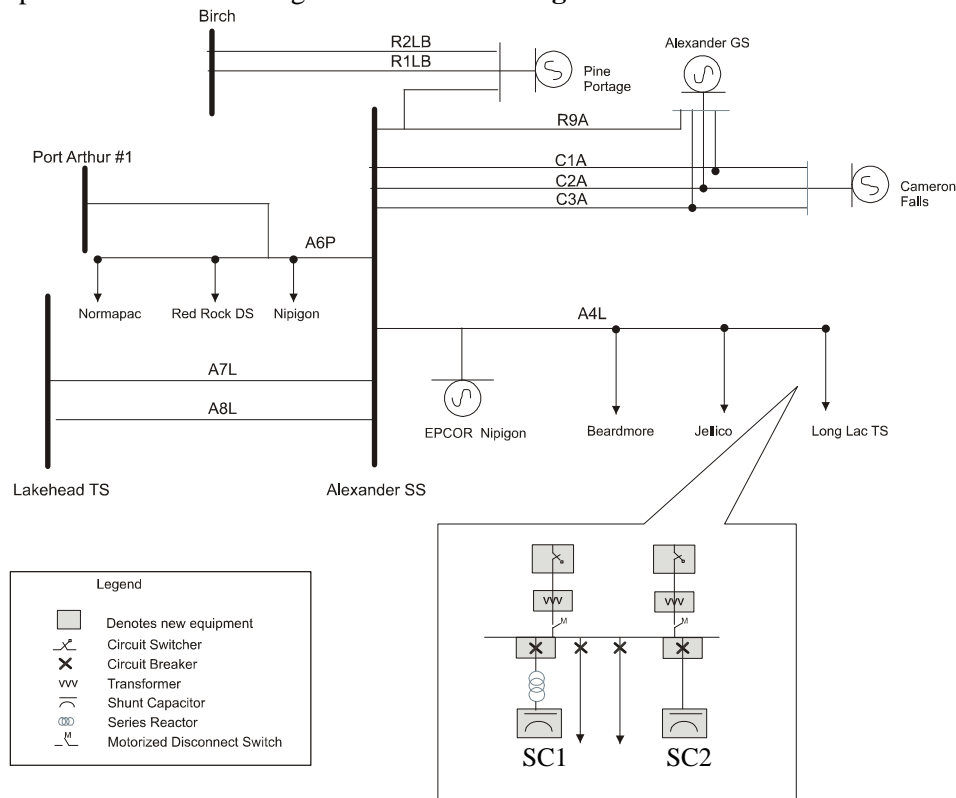 Birch
R2LB
R1LB
Pine
Portage
Alexander GS
R9A
Port Arthur #1
C1A
C2A
C3A
Cameron
Falls
A6P
Normapac
Red Rock DS
Nipigon
A4L
A7L
A8L
EPCOR Nipigon
Beardmore
Jellico
Long Lac TS
Lakehead TS
Alexander SS
M
M
SC1
SC2
Legend
Denotes new equipment
Circuit Switcher
Circuit Breaker
Transformer
Shunt Capacitor
Series Reactor
M
Motorized Disconnect Switch